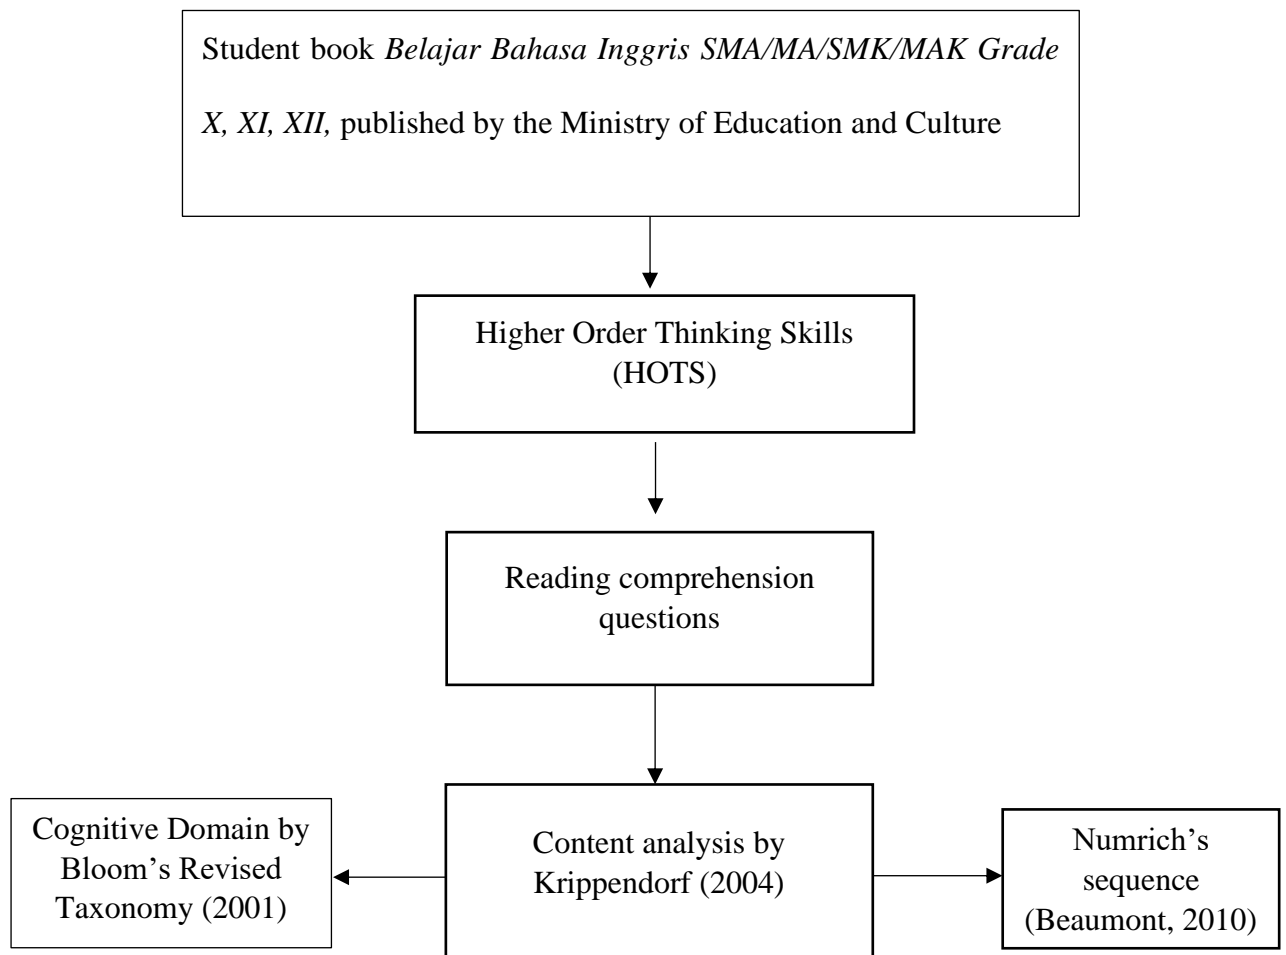 Student book Belajar Bahasa Inggris SMA/MA/SMK/MAK Grade
X, XI, XII, published by the Ministry of Education and Culture
Higher Order Thinking Skills
(HOTS)
Reading comprehension
questions
Cognitive Domain by
Bloom’s Revised
Taxonomy (2001)
Content analysis by
Krippendorf (2004)
Numrich’s
sequence
(Beaumont, 2010)